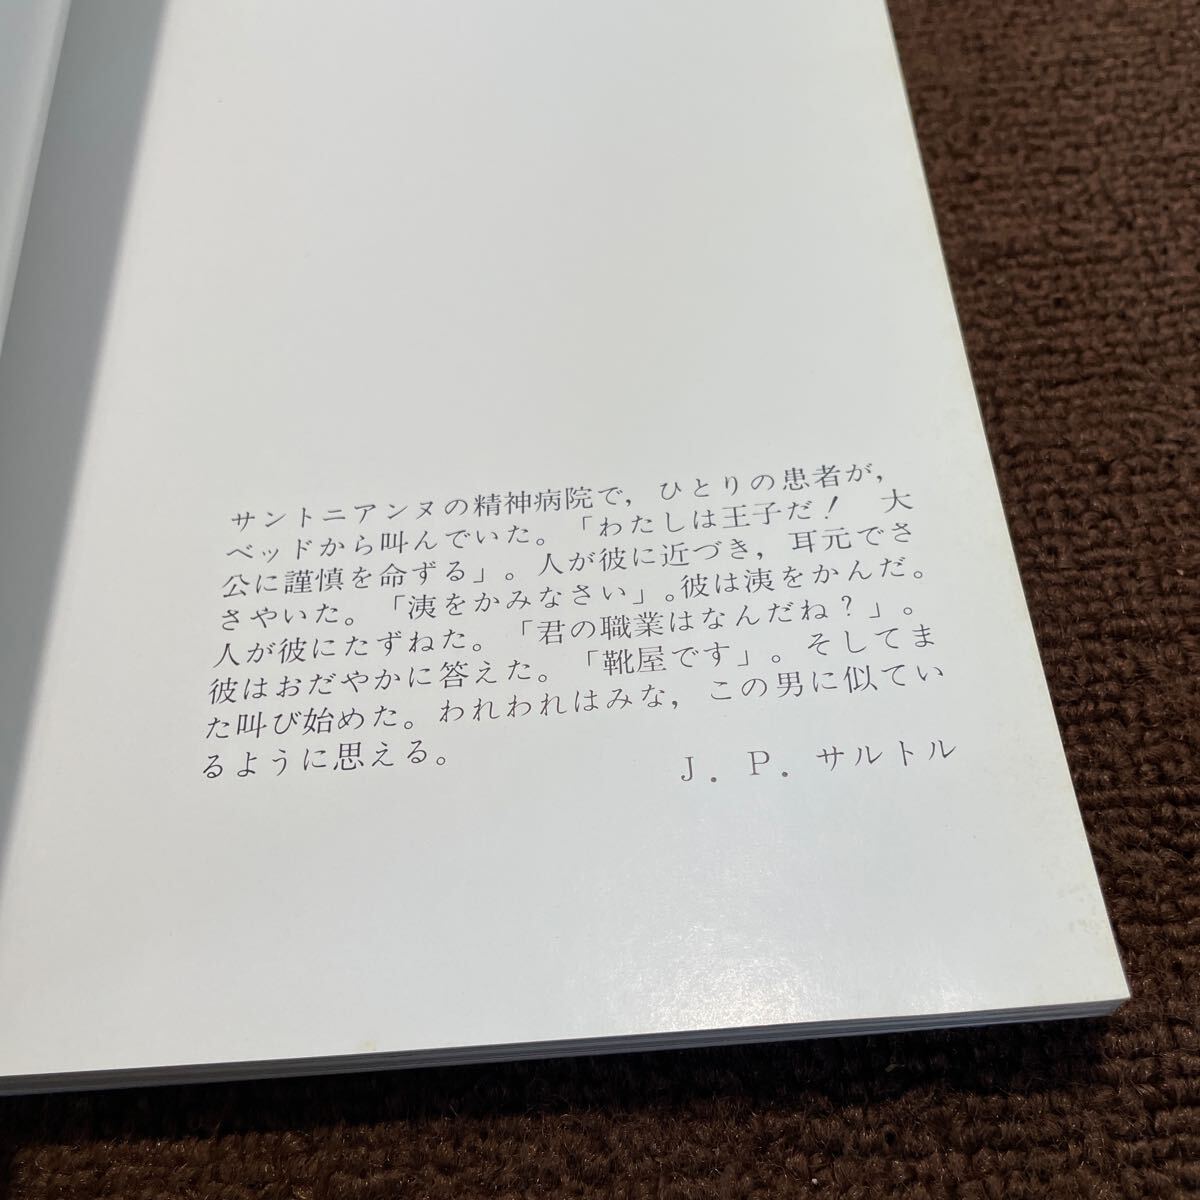 サントニアンヌの精神病院で，ひとりの患者が，
ベッドから叫んでいた。「わたしは王子だ！　大
公に謹慎を命ずる」。人が彼に近づき，耳元でさ
さやいた。「洟をかみなさい」。彼は洟をかんだ。
人が彼にたずねた。「君の職業はなんだね？」。
彼はおだやかに答えた。「靴屋です」。そしてま
た叫び始めた。われわれはみな，この男に似てい
るように思える。
Ｊ．Ｐ．サルトル